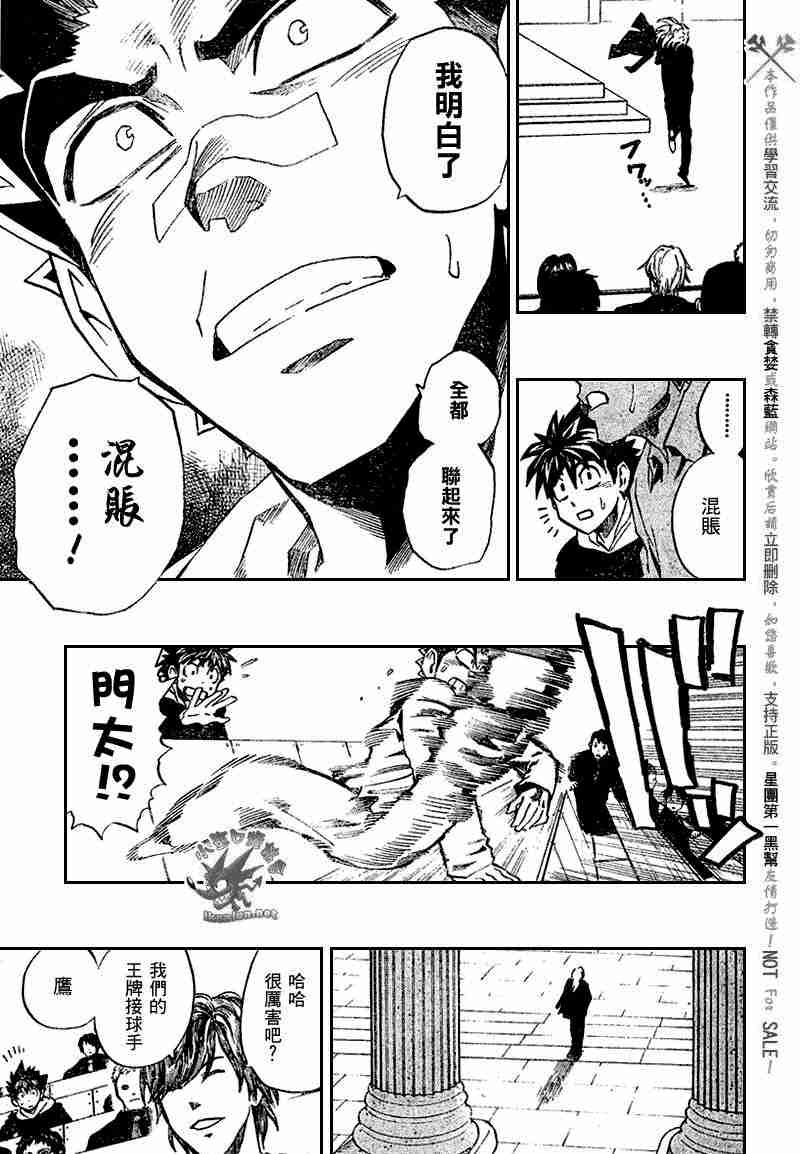 フワッ…
………
混賬
我明白了
全都
聯起來了
混賬
……！
門太!?
哈哈
很厲害吧？
我們的
王牌接球手
鷹
本作品僅供學習交流，切勿商用，禁轉貪婪或森藍網站。欣賞后請立即刪除，如您喜歡，支持正版。星團第一黑幫友情打造！NOT For SALE—